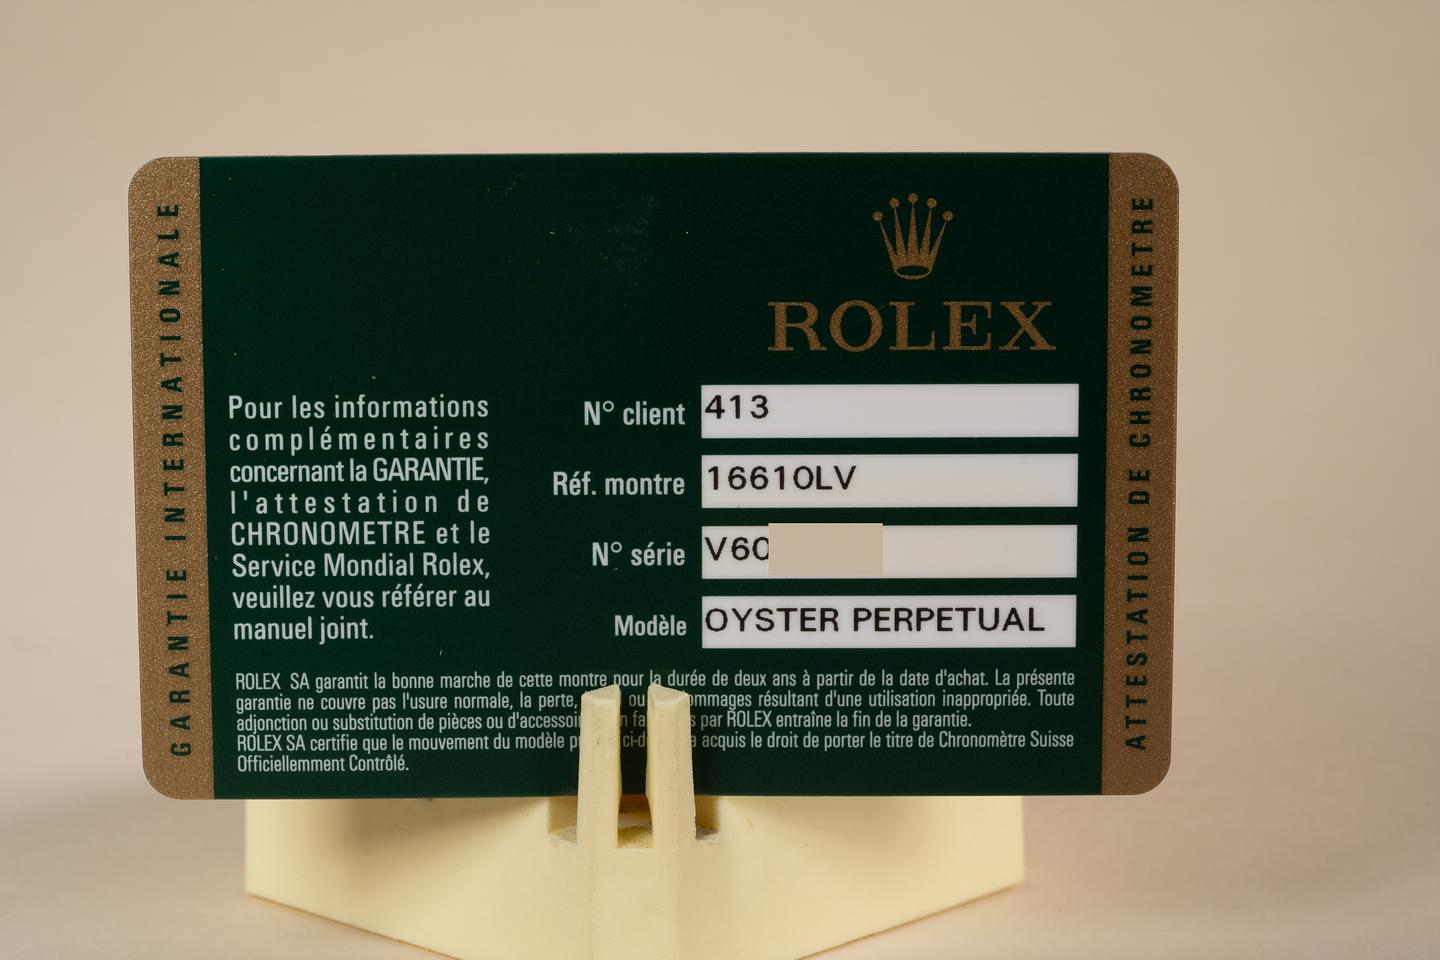 GARANTIE INTERNATIONALE
ROLEX
Pour les informations
complémentaires
concernant la GARANTIE,
l'attestation de
CHRONOMETRE et le
Service Mondial Rolex,
veuillez vous référer au
manuel joint.
N° client 413
Réf. montre 16610LV
N° série V60
Modèle OYSTER PERPETUAL
ROLEX SA garantit la bonne marche de cette montre pour la durée de deux ans à partir de la date d'achat. La présente
garantie ne couvre pas l'usure normale, la perte, ou résultant d'une utilisation inappropriée. Toute
adjonction ou substitution de pièces ou par ROLEX entraîne la fin de la garantie.
ROLEX SA certifie que le mouvement du modèle a acquis le droit de porter le titre de Chronomètre Suisse
Officiellemment Contrôlé.
ATTESTATION DE CHRONOMETRE